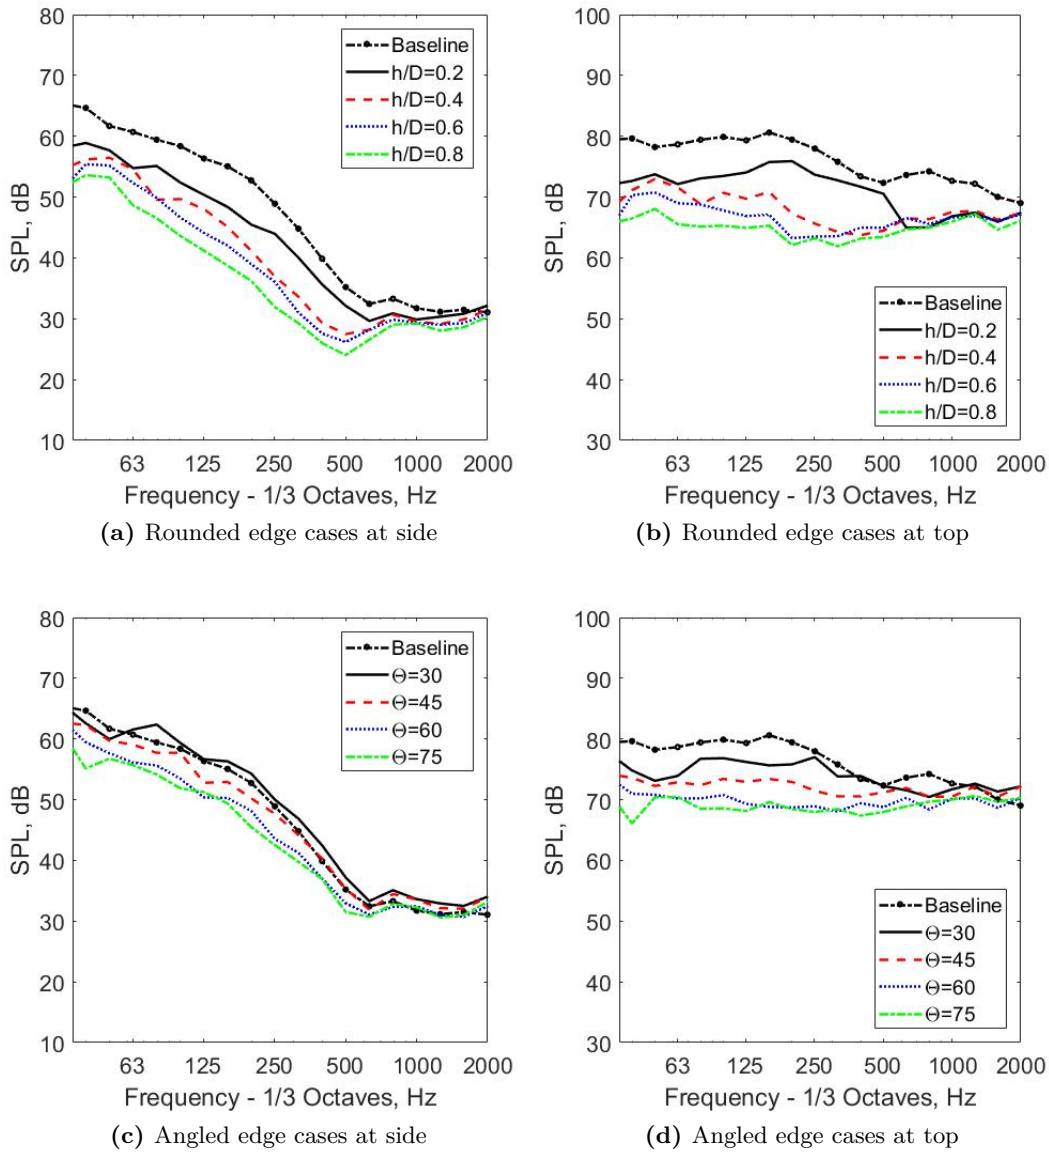 80
70
60
50
40
30
20
10
SPL, dB
Baseline
h/D=0.2
h/D=0.4
h/D=0.6
h/D=0.8
63 125 250 500 1000 2000
Frequency - 1/3 Octaves, Hz
(a) Rounded edge cases at side
100
90
80
70
60
50
40
30
SPL, dB
Baseline
h/D=0.2
h/D=0.4
h/D=0.6
h/D=0.8
63 125 250 500 1000 2000
Frequency - 1/3 Octaves, Hz
(b) Rounded edge cases at top
80
70
60
50
40
30
20
10
SPL, dB
Baseline
Θ=30
Θ=45
Θ=60
Θ=75
63 125 250 500 1000 2000
Frequency - 1/3 Octaves, Hz
(c) Angled edge cases at side
100
90
80
70
60
50
40
30
SPL, dB
Baseline
Θ=30
Θ=45
Θ=60
Θ=75
63 125 250 500 1000 2000
Frequency - 1/3 Octaves, Hz
(d) Angled edge cases at top